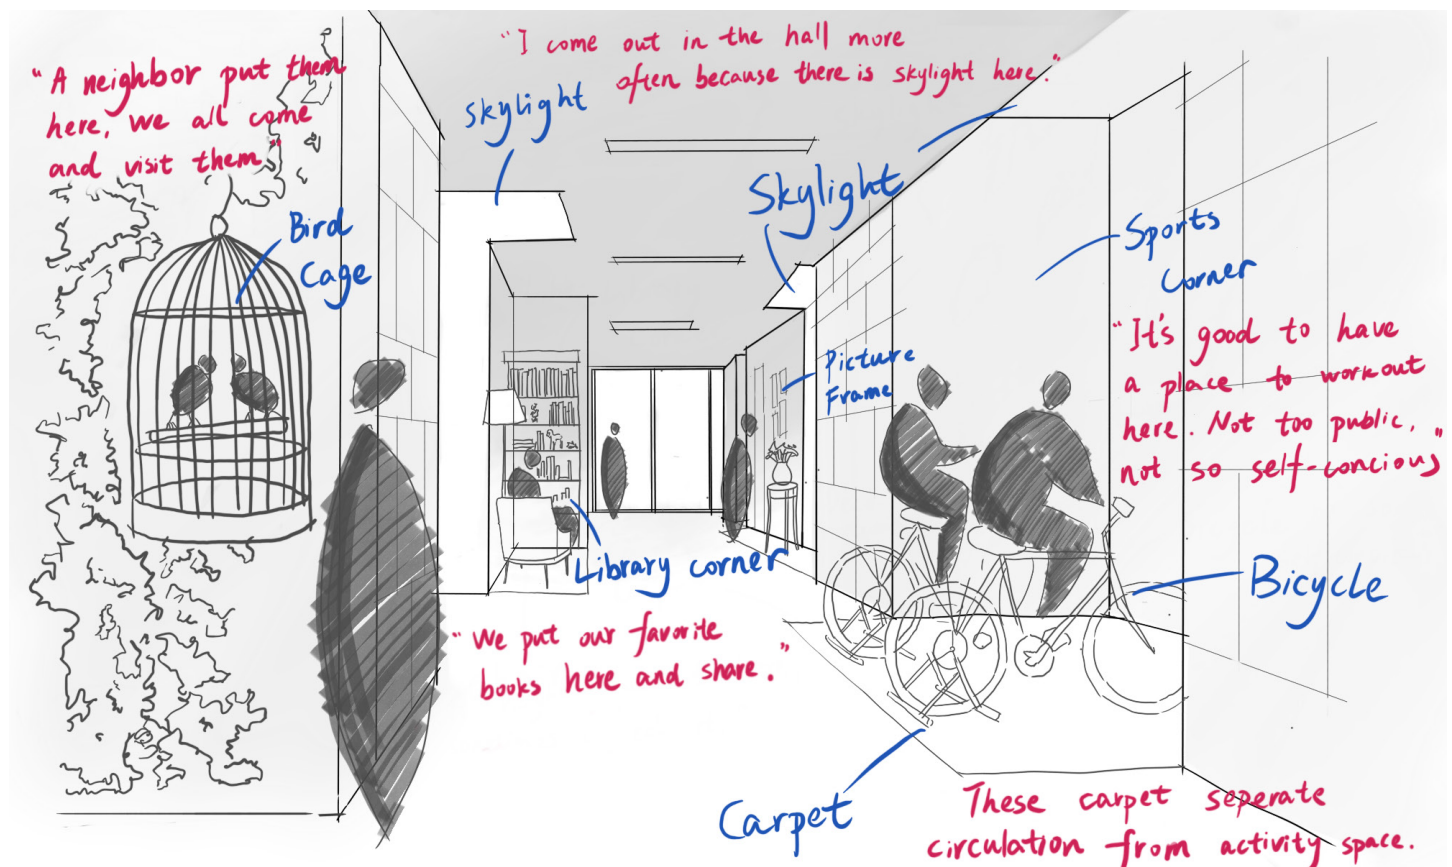 "I come out in the hall more
often because there is skylight here."
"A neighbor put them
here, we all come
and visit them"
skylight
Skylight
Bird
Cage
Sports
Corner
"It's good to have
a place to workout
here. Not too public,
not so self-concious"
Picture
Frame
Library corner
"We put our favorite
books here and share."
Bicycle
Carpet
These carpet seperate
circulation from activity space.